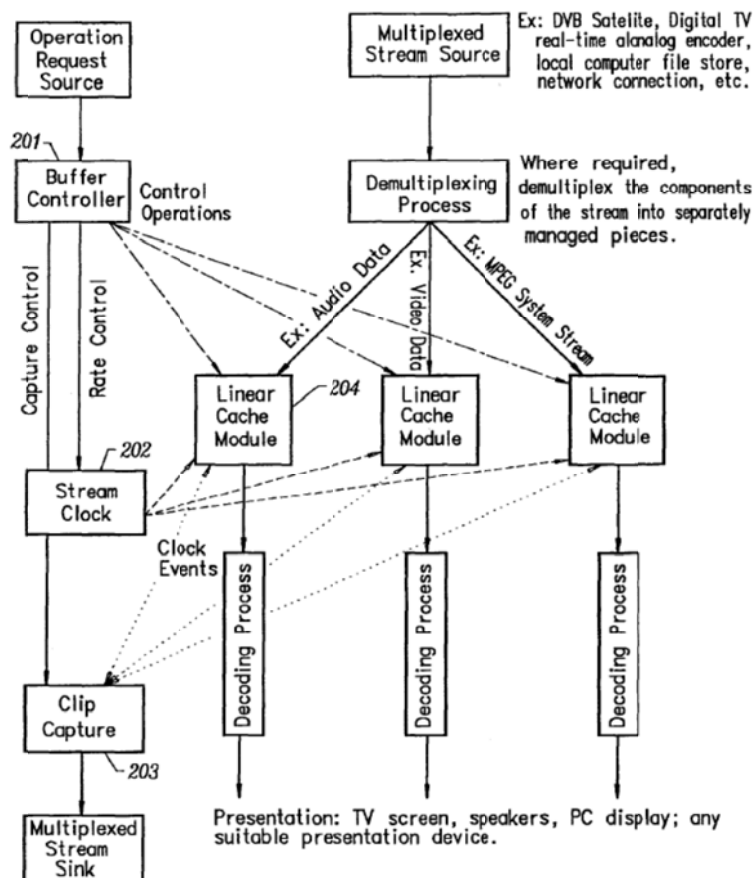 Operation
Request
Source
Multiplexed
Stream Source
Ex: DVB Satelite, Digital TV
real-time alanalog encoder,
local computer file store,
network connection, etc.
201
Buffer
Controller
Control
Operations
Demultiplexing
Process
Where required,
demultiplex the components
of the stream into separately
managed pieces.
Capture Control
Rate Control
Ex: Audio Data
Ex. Video Data
Ex: MPEG System Stream
Linear
Cache
Module
204
Linear
Cache
Module
Linear
Cache
Module
202
Stream
Clock
Clock
Events
Decoding Process
Decoding Process
Decoding Process
Clip
Capture
203
Multiplexed
Stream
Sink
Presentation: TV screen, speakers, PC display; any
suitable presentation device.